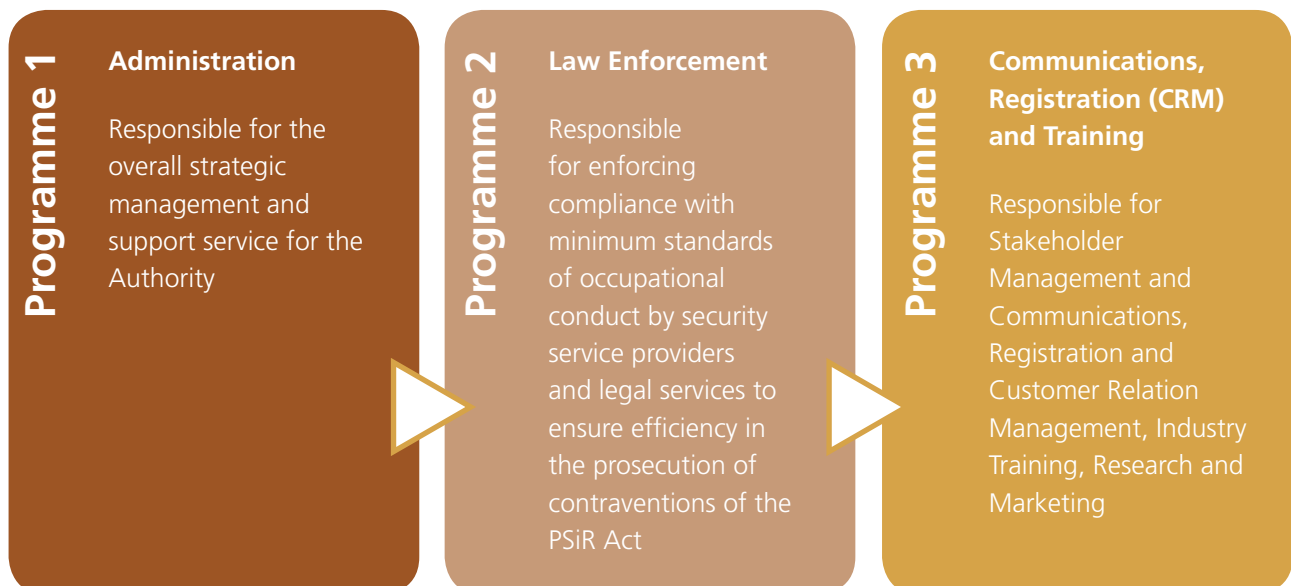 Programme 1
Administration
Responsible for the
overall strategic
management and
support service for the
Authority
Programme 2
Law Enforcement
Responsible
for enforcing
compliance with
minimum standards
of occupational
conduct by security
service providers
and legal services to
ensure efficiency in
the prosecution of
contraventions of the
PSiR Act
Programme 3
Communications,
Registration (CRM)
and Training
Responsible for
Stakeholder
Management and
Communications,
Registration and
Customer Relation
Management, Industry
Training, Research and
Marketing